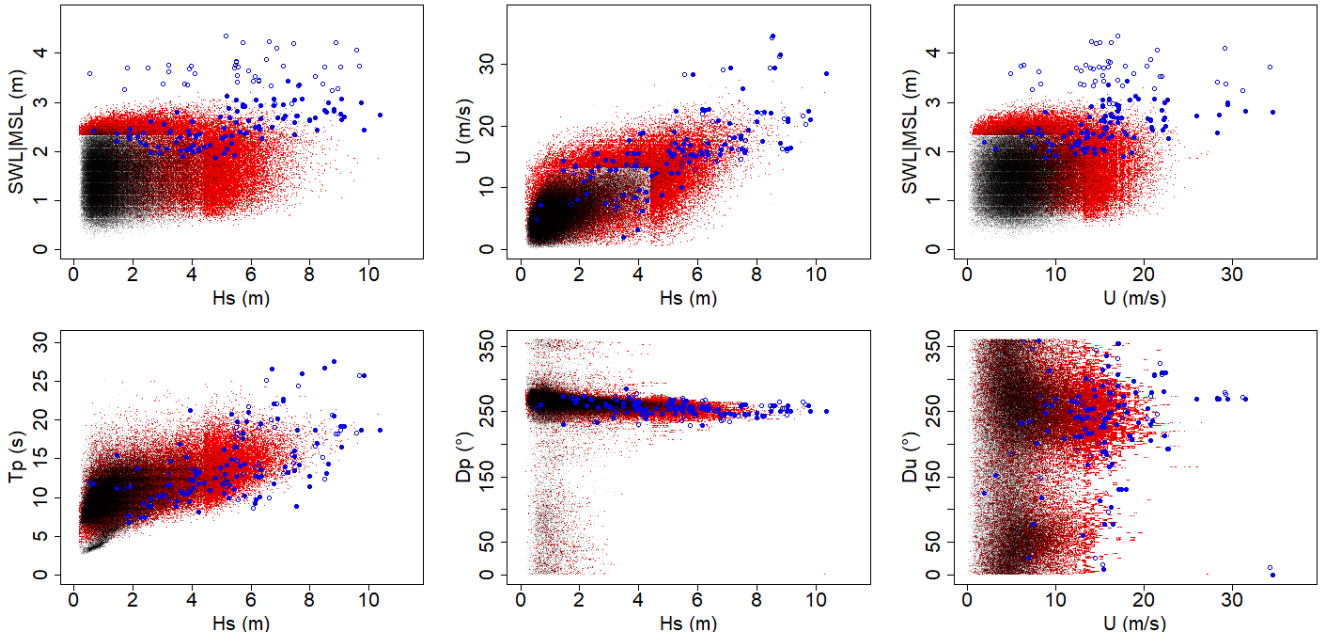 SWL|MSL (m)
0 1 2 3 4
0 2 4 6 8 10
Hs (m)
U (m/s)
0 10 20 30
0 2 4 6 8 10
Hs (m)
SWL|MSL (m)
0 1 2 3 4
0 10 20 30
U (m/s)
Tp (s)
0 5 10 15 20 25 30
0 2 4 6 8 10
Hs (m)
Dp (°)
0 50 150 250 350
0 2 4 6 8 10
Hs (m)
Du (°)
0 50 150 250 350
0 10 20 30
U (m/s)